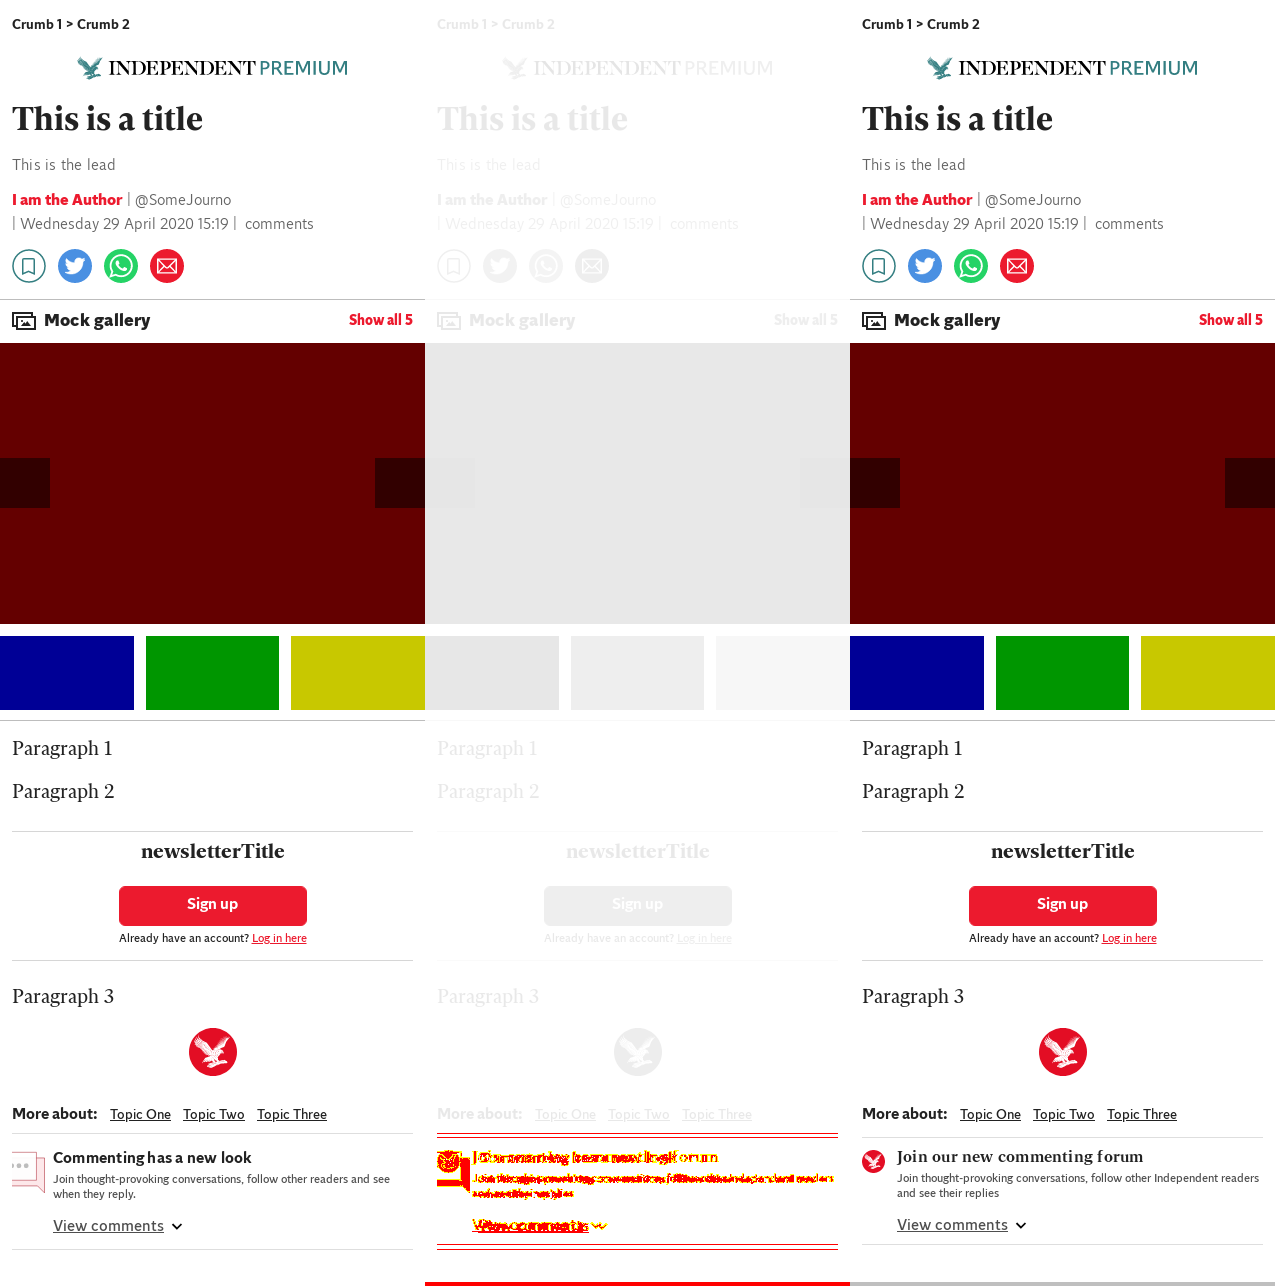 Crumb 1 > Crumb 2
INDEPENDENT PREMIUM
This is a title
This is the lead
I am the Author | @SomeJourno
| Wednesday 29 April 2020 15:19 | comments
Mock gallery
Show all 5
Paragraph 1
Paragraph 2
newsletterTitle
Sign up
Already have an account? Log in here
Paragraph 3
More about: Topic One Topic Two Topic Three
Commenting has a new look
Join thought-provoking conversations, follow other readers and see
when they reply.
View comments
Crumb 1 > Crumb 2
INDEPENDENT PREMIUM
This is a title
This is the lead
I am the Author | @SomeJourno
| Wednesday 29 April 2020 15:19 | comments
Mock gallery
Show all 5
Paragraph 1
Paragraph 2
newsletterTitle
Sign up
Already have an account? Log in here
Paragraph 3
More about: Topic One Topic Two Topic Three
Crumb 1 > Crumb 2
INDEPENDENT PREMIUM
This is a title
This is the lead
I am the Author | @SomeJourno
| Wednesday 29 April 2020 15:19 | comments
Mock gallery
Show all 5
Paragraph 1
Paragraph 2
newsletterTitle
Sign up
Already have an account? Log in here
Paragraph 3
More about: Topic One Topic Two Topic Three
Join our new commenting forum
Join thought-provoking conversations, follow other Independent readers
and see their replies
View comments